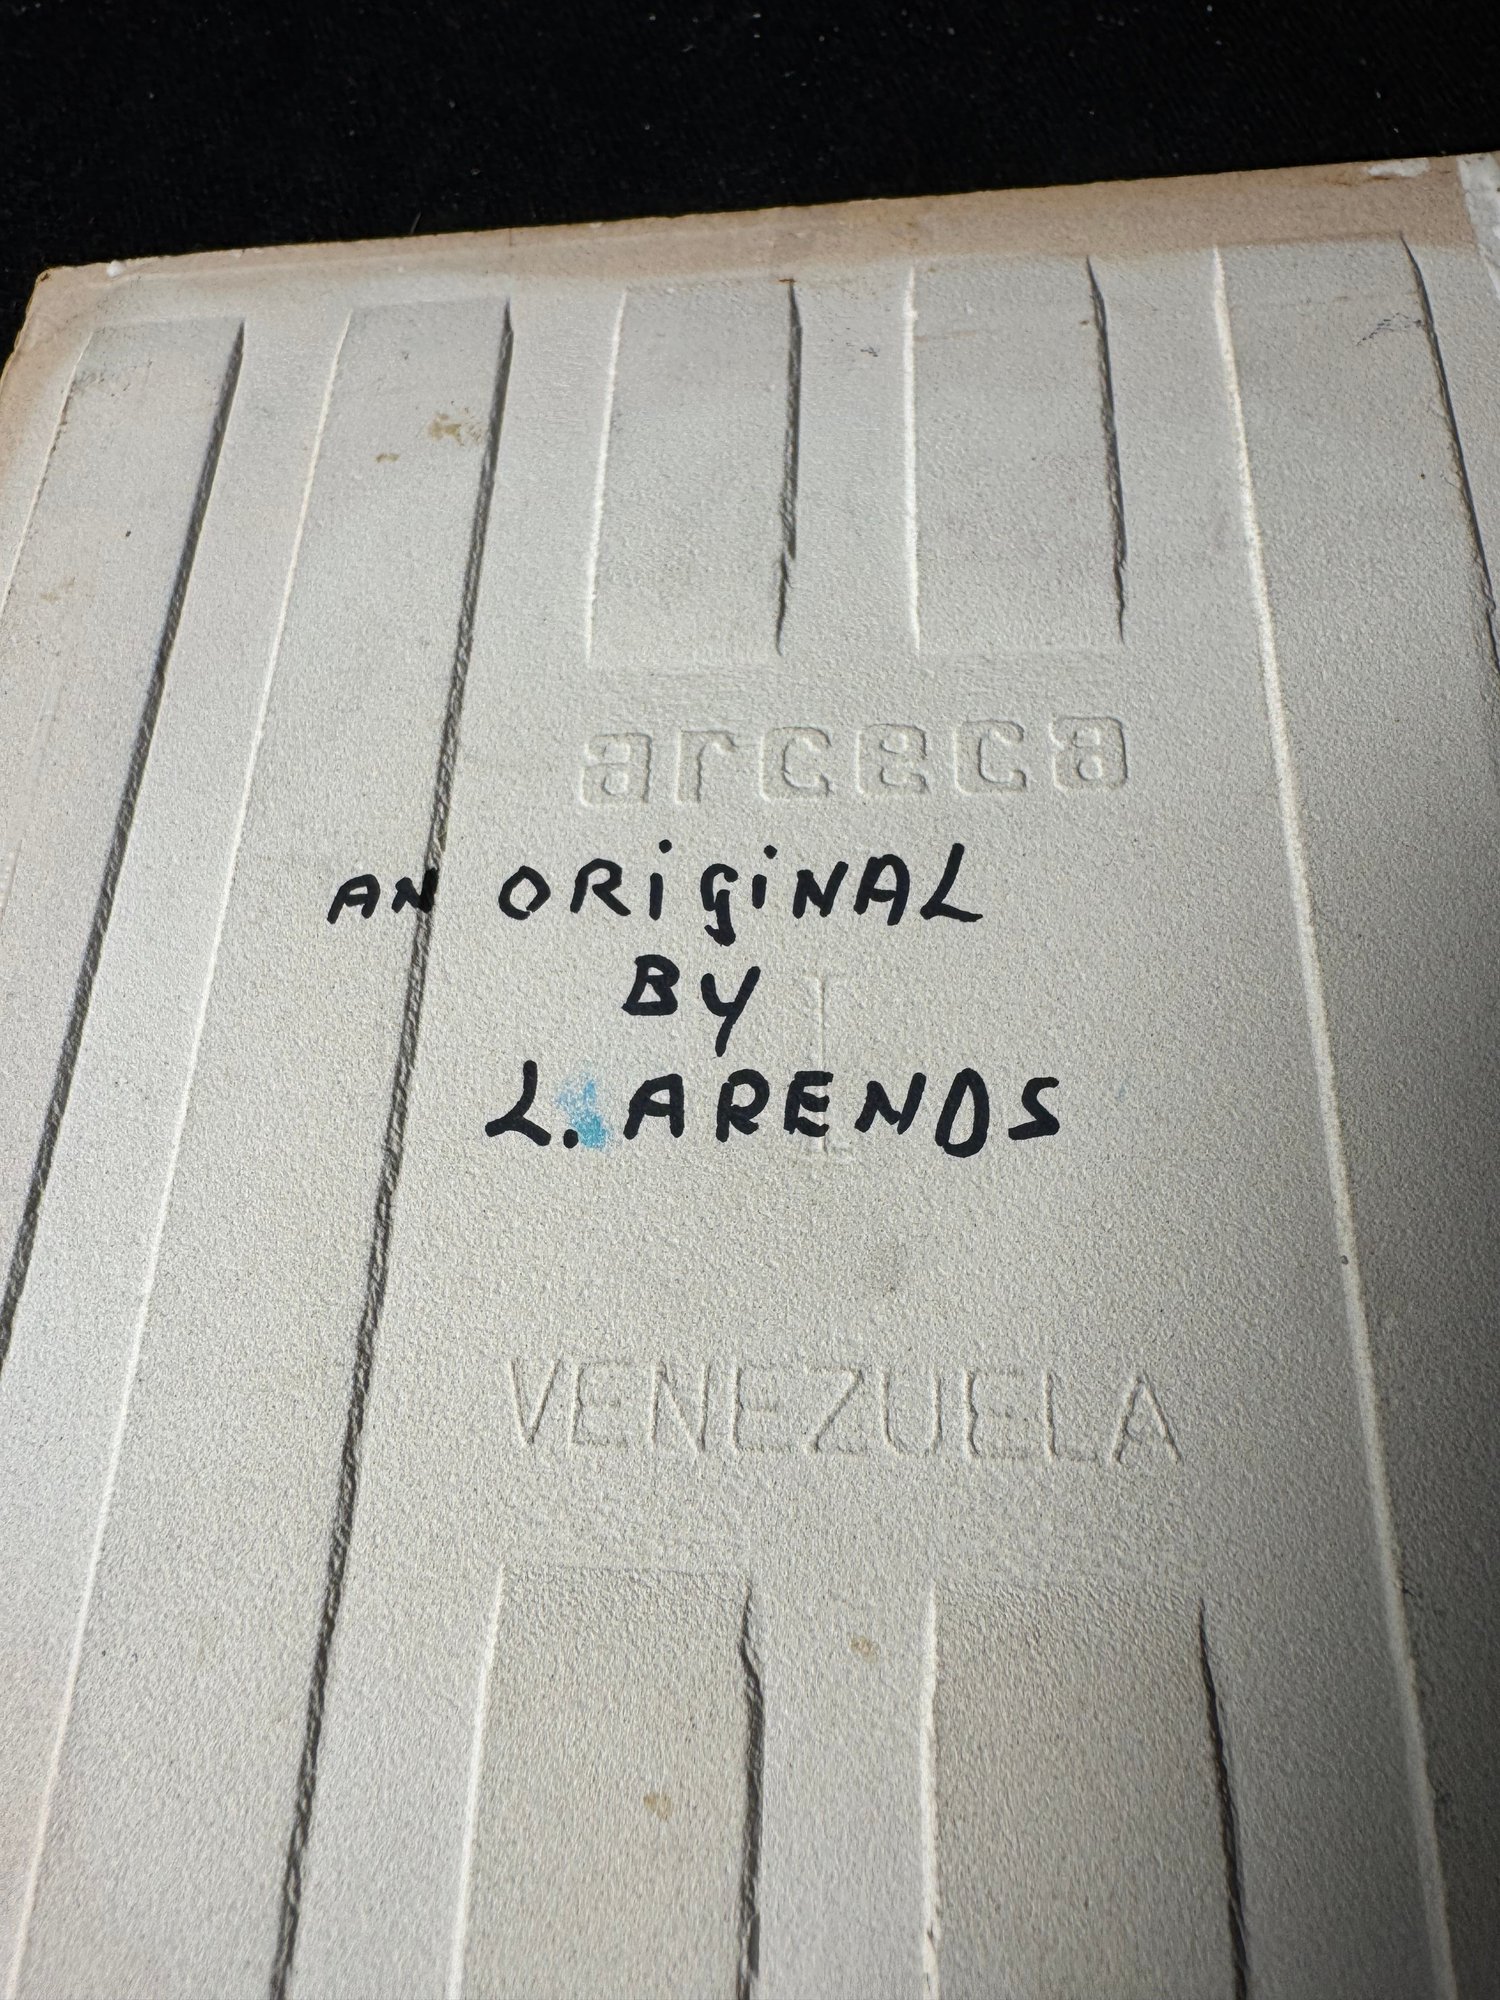 arceca
AN ORiGiNAL
By
L. ARENDS
VENEZUELA